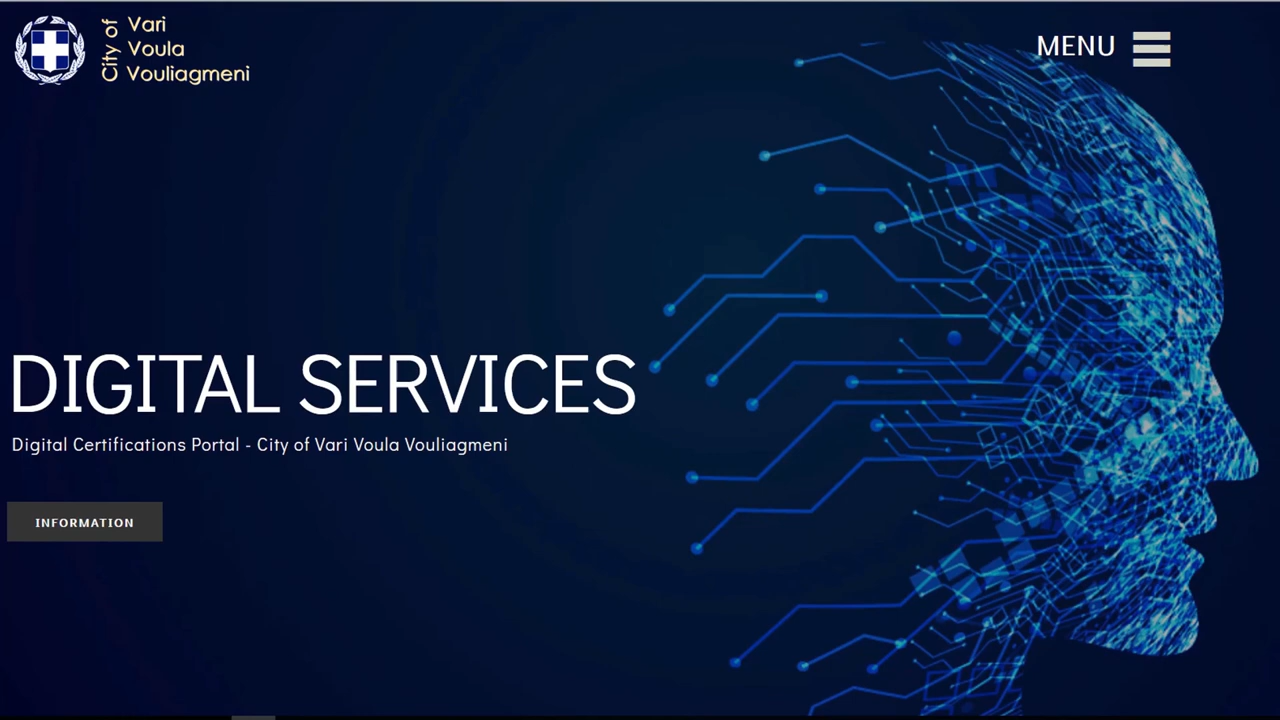 City of
Vari
Voula
Vouliagmeni
MENU
DIGITAL SERVICES
Digital Certifications Portal - City of Vari Voula Vouliagmeni
INFORMATION